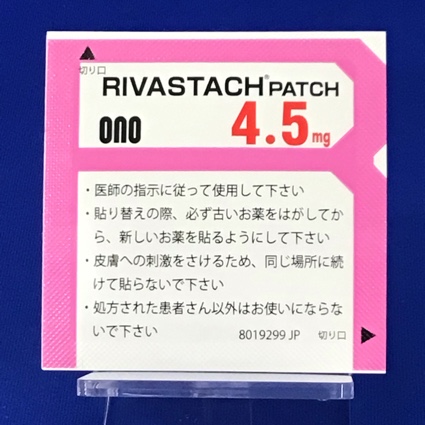 切り口
RIVASTACH® PATCH
ono 4.5mg
・医師の指示に従って使用して下さい
・貼り替えの際、必ず古いお薬をはがしてか
ら、新しいお薬を貼るようにして下さい
・皮膚への刺激をさけるため、同じ場所に続
けて貼らないで下さい
・処方された患者さん以外はお使いにならな
いで下さい
8019299 JP 切り口